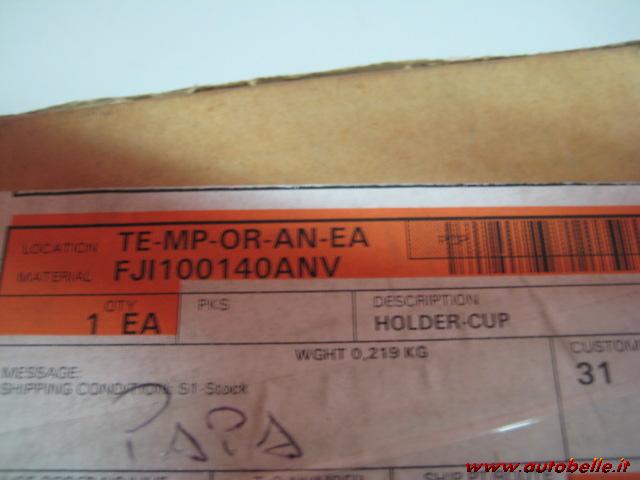 LOCATION TE-MP-OR-AN-EA
MATERIAL FJI100140ANV
QTY PKS DESCRIPTION
1 EA HOLDER-CUP
WGHT 0,219 KG CUSTOM
MESSAGE: 31
SHIPPING CONDITION: S1-Stock
PAPA
www.autobelle.it